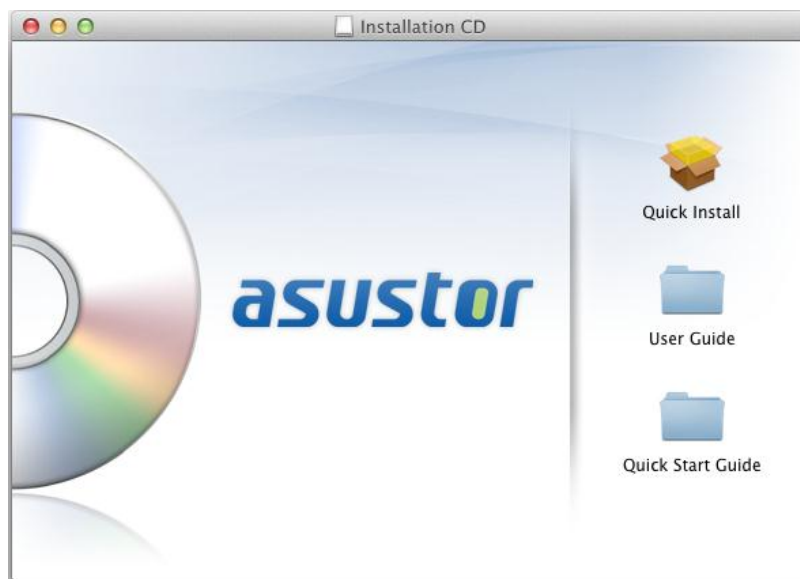 Installation CD
asustor
Quick Install
User Guide
Quick Start Guide